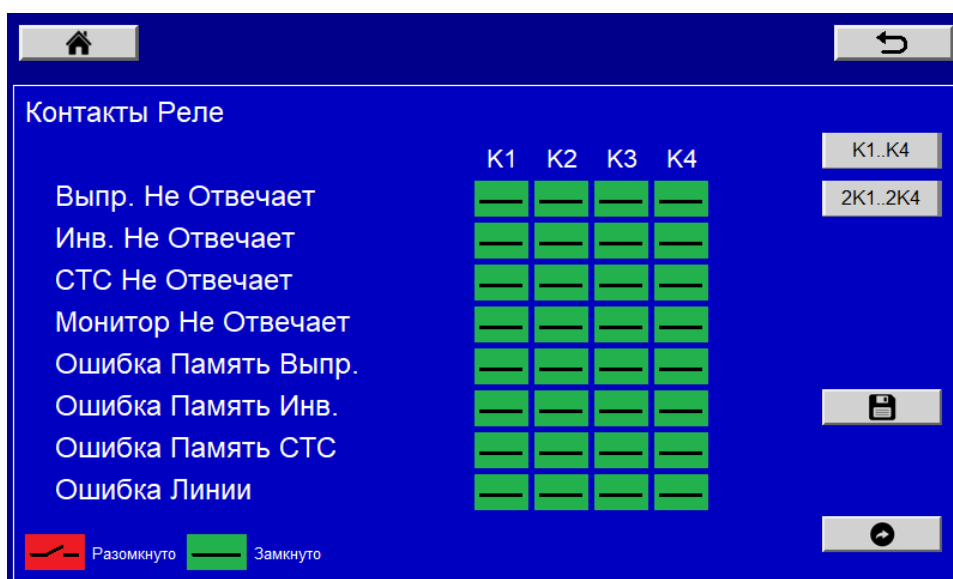 Контакты Реле
K1 K2 K3 K4
K1..K4
Выпр. Не Отвечает
2K1..2K4
Инв. Не Отвечает
СТС Не Отвечает
Монитор Не Отвечает
Ошибка Память Выпр.
Ошибка Память Инв.
Ошибка Память СТС
Ошибка Линии
Разомкнуто Замкнуто